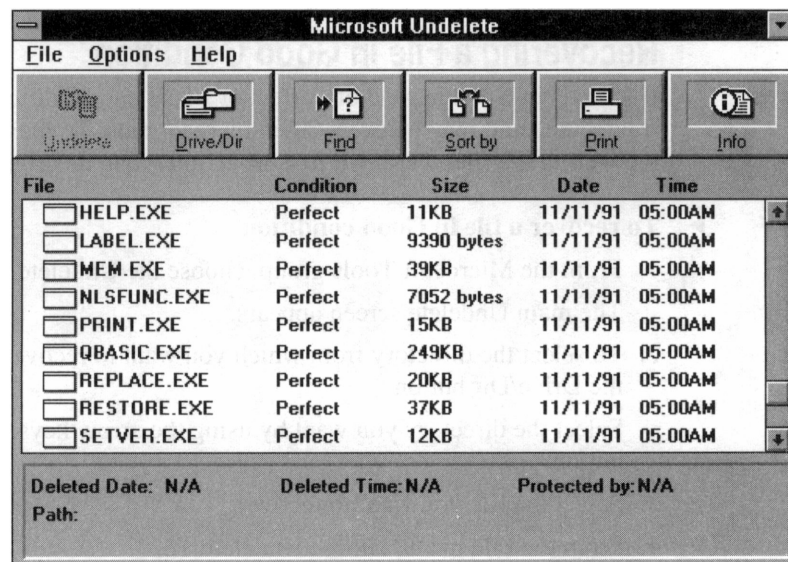 Microsoft Undelete
File Options Help
Undelete Drive/Dir Find Sort by Print Info
File Condition Size Date Time
HELP.EXE Perfect 11KB 11/11/91 05:00AM
LABEL.EXE Perfect 9390 bytes 11/11/91 05:00AM
MEM.EXE Perfect 39KB 11/11/91 05:00AM
NLSFUNC.EXE Perfect 7052 bytes 11/11/91 05:00AM
PRINT.EXE Perfect 15KB 11/11/91 05:00AM
QBASIC.EXE Perfect 249KB 11/11/91 05:00AM
REPLACE.EXE Perfect 20KB 11/11/91 05:00AM
RESTORE.EXE Perfect 37KB 11/11/91 05:00AM
SETVER.EXE Perfect 12KB 11/11/91 05:00AM
Deleted Date: N/A Deleted Time: N/A Protected by: N/A
Path: